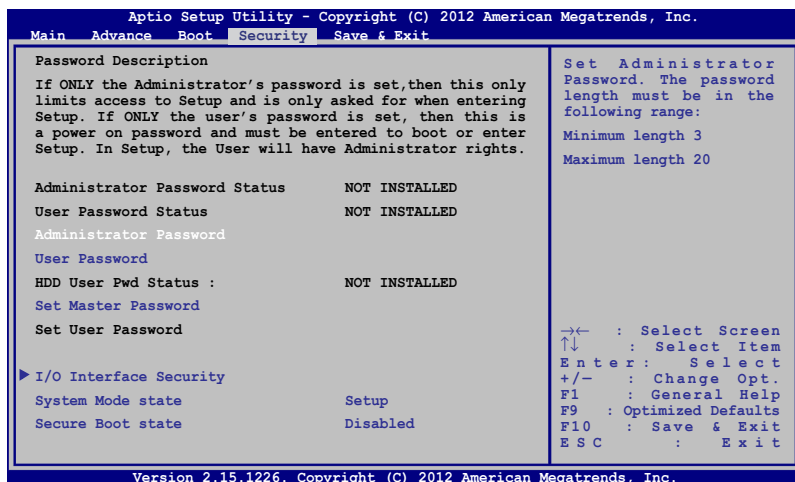 Aptio Setup Utility - Copyright (C) 2012 American Megatrends, Inc.
Main Advance Boot Security Save & Exit
Password Description
If ONLY the Administrator's password is set,then this only
limits access to Setup and is only asked for when entering
Setup. If ONLY the user's password is set, then this is
a power on password and must be entered to boot or enter
Setup. In Setup, the User will have Administrator rights.
Administrator Password Status NOT INSTALLED
User Password Status NOT INSTALLED
Administrator Password
User Password
HDD User Pwd Status : NOT INSTALLED
Set Master Password
Set User Password
I/O Interface Security
System Mode state Setup
Secure Boot state Disabled
Set Administrator
Password. The password
length must be in the
following range:
Minimum length 3
Maximum length 20
→← : Select Screen
↑↓ : Select Item
Enter: Select
+/− : Change Opt.
F1 : General Help
F9 : Optimized Defaults
F10 : Save & Exit
ESC : Exit
Version 2.15.1226. Copyright (C) 2012 American Megatrends, Inc.